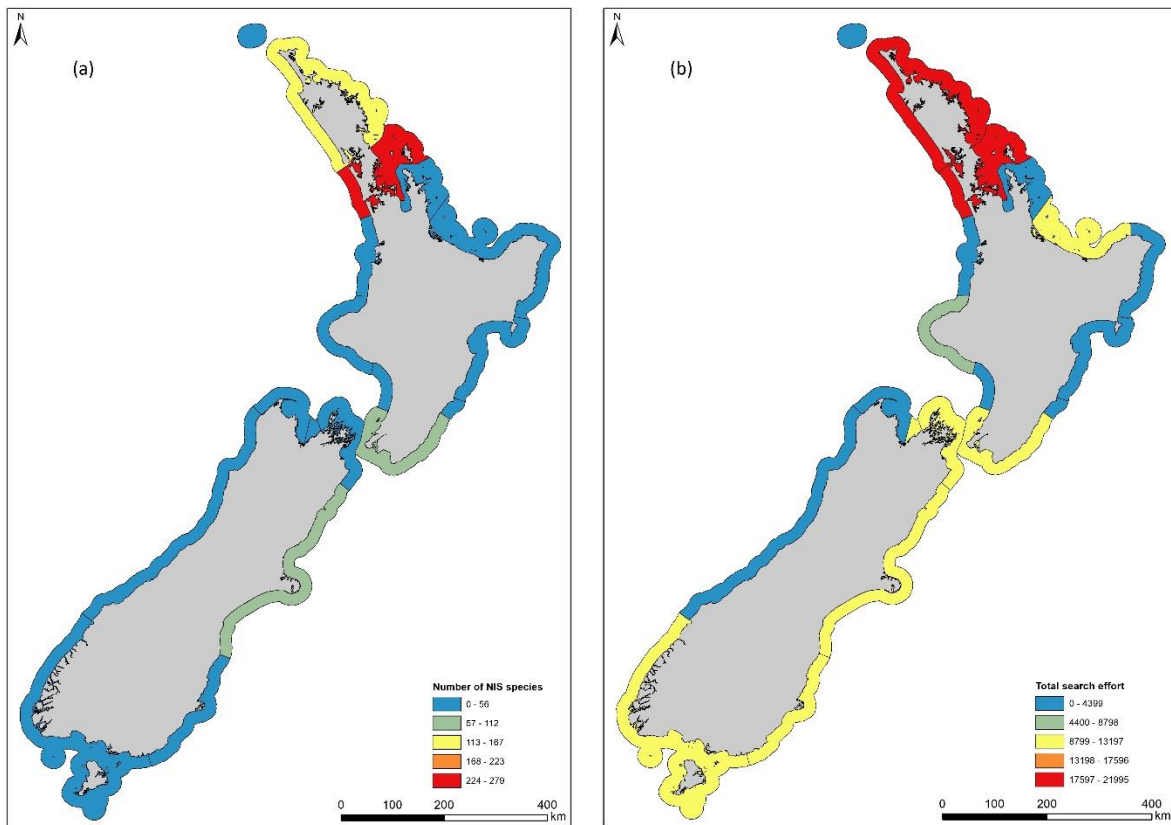 N
(a)
Number of NIS species
0 - 56
57 - 112
113 - 167
168 - 223
224 - 279
0 100 200 400
km
N
(b)
Total search effort
0 - 4399
4400 - 8798
8799 - 13197
13198 - 17596
17597 - 21995
0 100 200 400
km